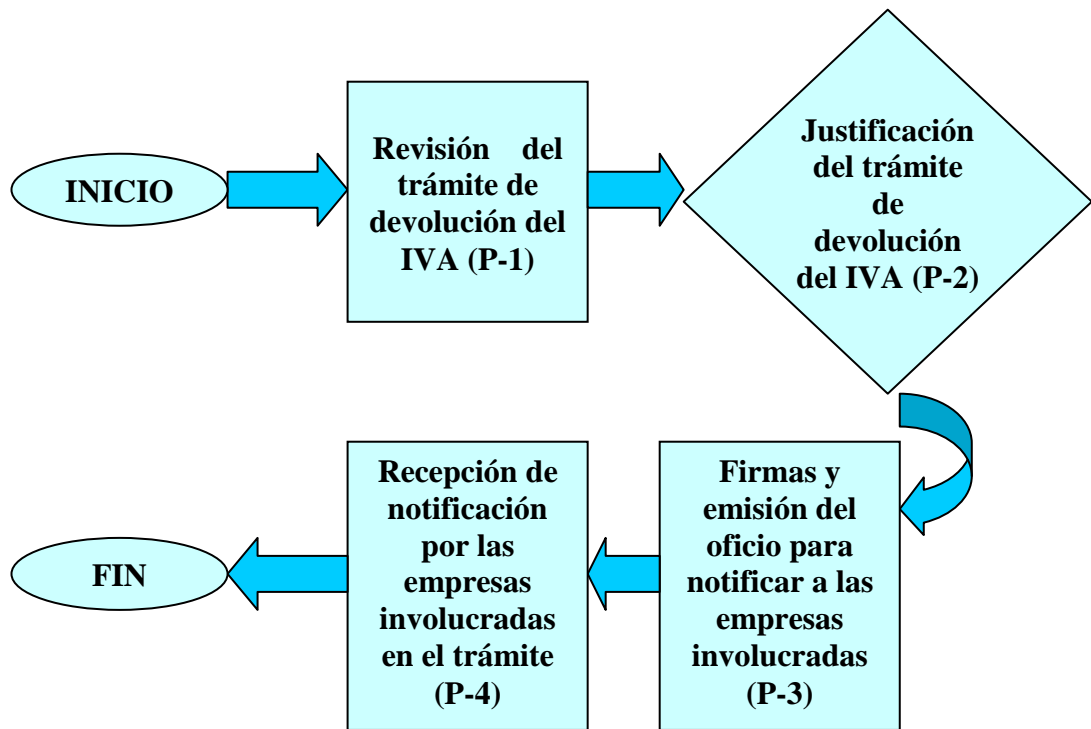 INICIO
Revisión del
trámite de
devolución del
IVA (P-1)
Justificación
del trámite
de
devolución
del IVA (P-2)
Firmas y
emisión del
oficio para
notificar a las
empresas
involucradas
(P-3)
Recepción de
notificación
por las
empresas
involucradas
en el trámite
(P-4)
FIN